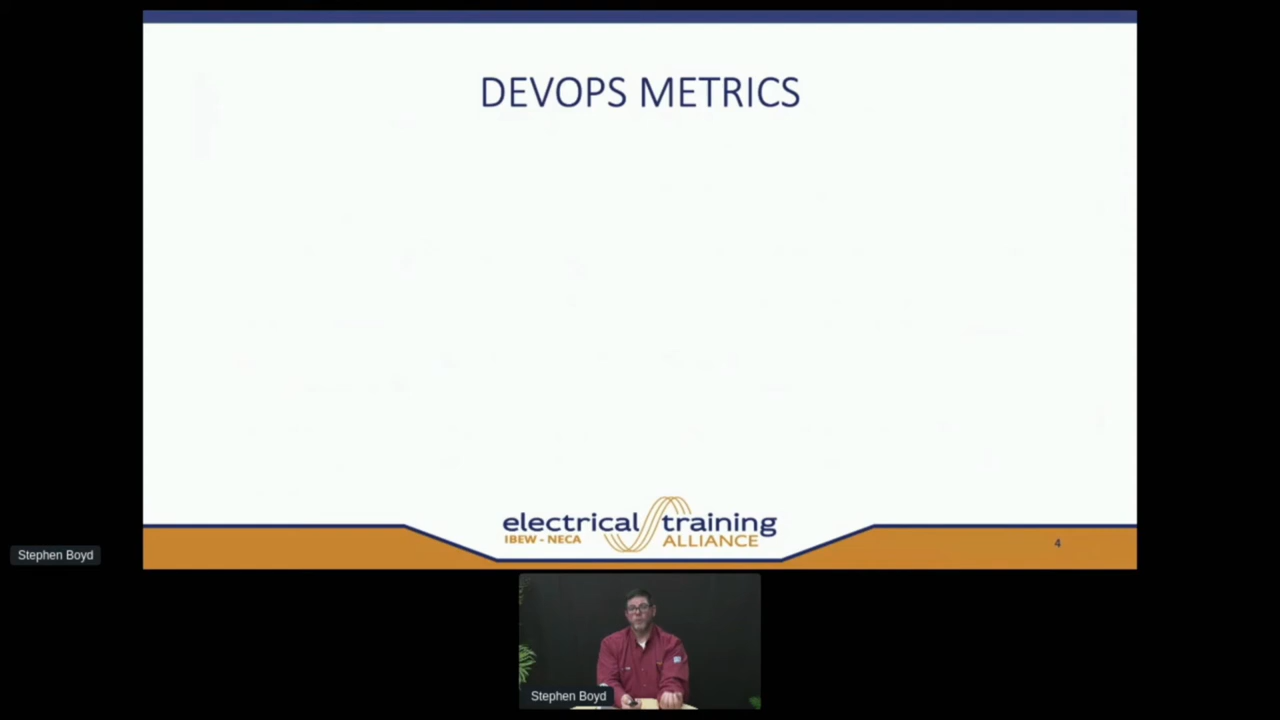 DEVOPS METRICS
electrical training
IBEW - NECA
ALLIANCE
4
Stephen Boyd
Stephen Boyd